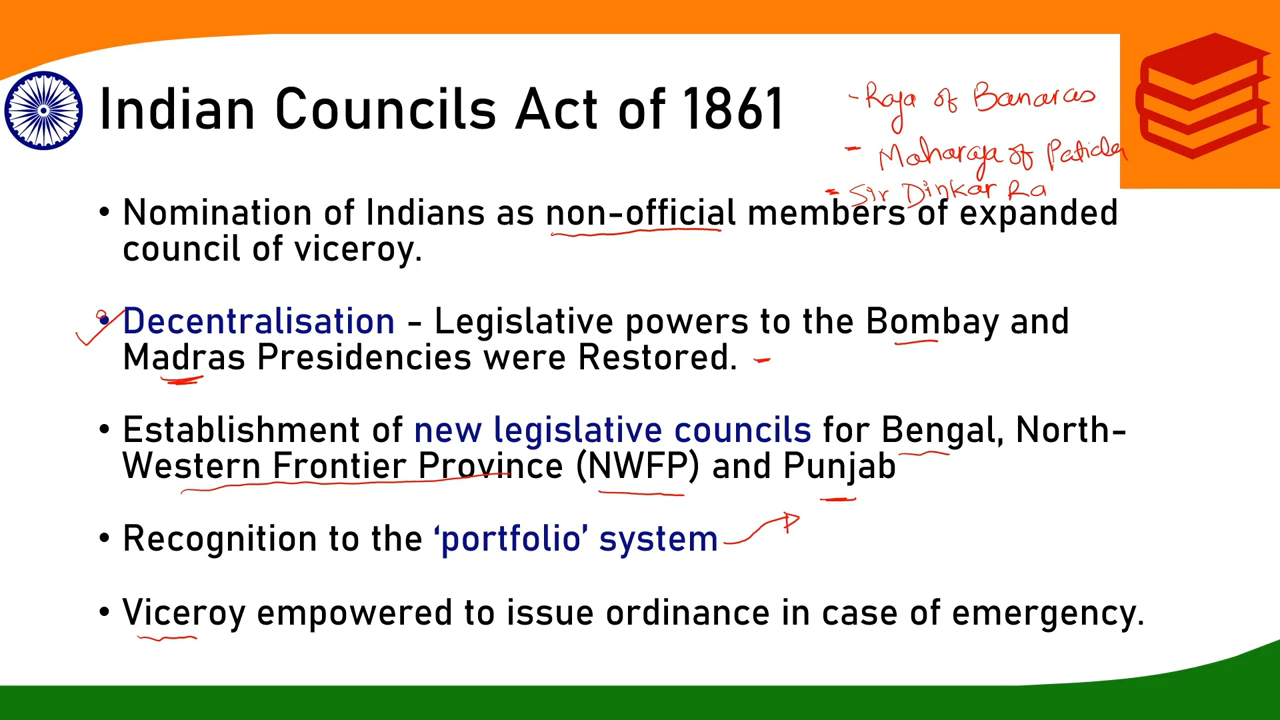 Indian Councils Act of 1861
- Raja of Banaras
- Maharaja of Patiala
- Sir Dinkar Ra
• Nomination of Indians as non-official members of expanded
council of viceroy.
• Decentralisation - Legislative powers to the Bombay and
Madras Presidencies were Restored. -
• Establishment of new legislative councils for Bengal, North-
Western Frontier Province (NWFP) and Punjab
• Recognition to the ‘portfolio’ system
• Viceroy empowered to issue ordinance in case of emergency.